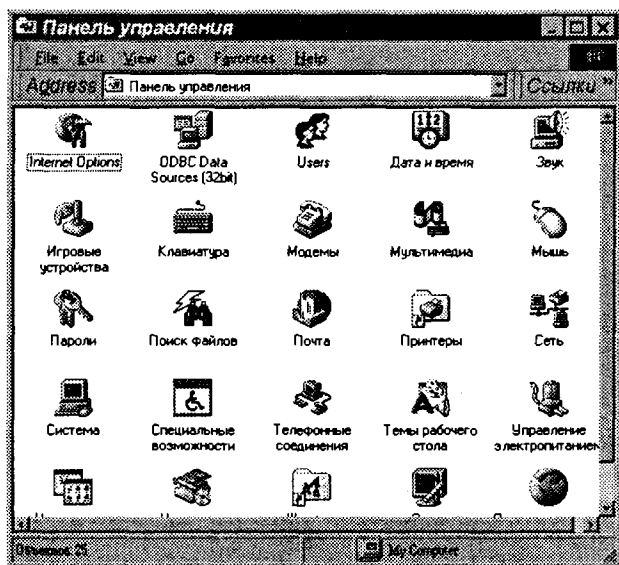 Панель управления
File Edit View Go Favorites Help
Address Панель управления Ссылки »
Internet Options
ODBC Data
Sources (32bit)
Users
Дата и время
Звук
Игровые
устройства
Клавиатура
Модемы
Мультимедиа
Мышь
Пароли
Поиск файлов
Почта
Принтеры
Сеть
Система
Специальные
возможности
Телефонные
соединения
Темы рабочего
стола
Управление
электропитанием
Объектов: 25
My Computer